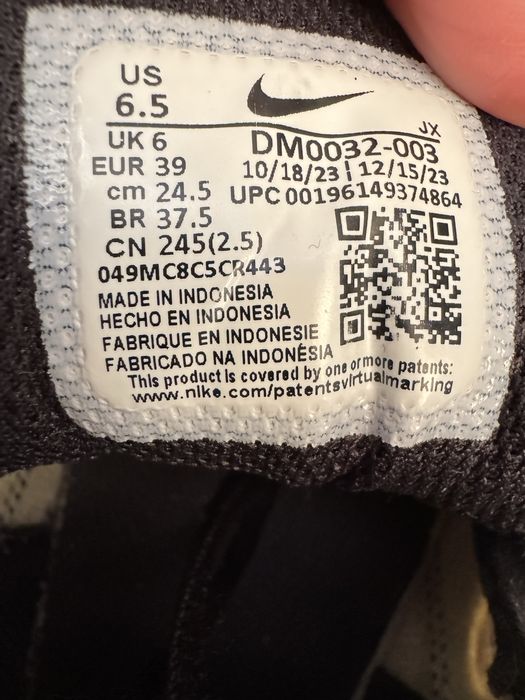 US
6.5
JX
UK 6
DM0032-003
EUR 39
10/18/23 | 12/15/23
cm 24.5
UPC 00196149374864
BR 37.5
CN 245(2.5)
049MC8C5CR443
MADE IN INDONESIA
HECHO EN INDONESIA
FABRIQUE EN INDONESIE
FABRICADO NA INDONÉSIA
This product is covered by one or more patents:
www.nike.com/patentsvirtualmarking